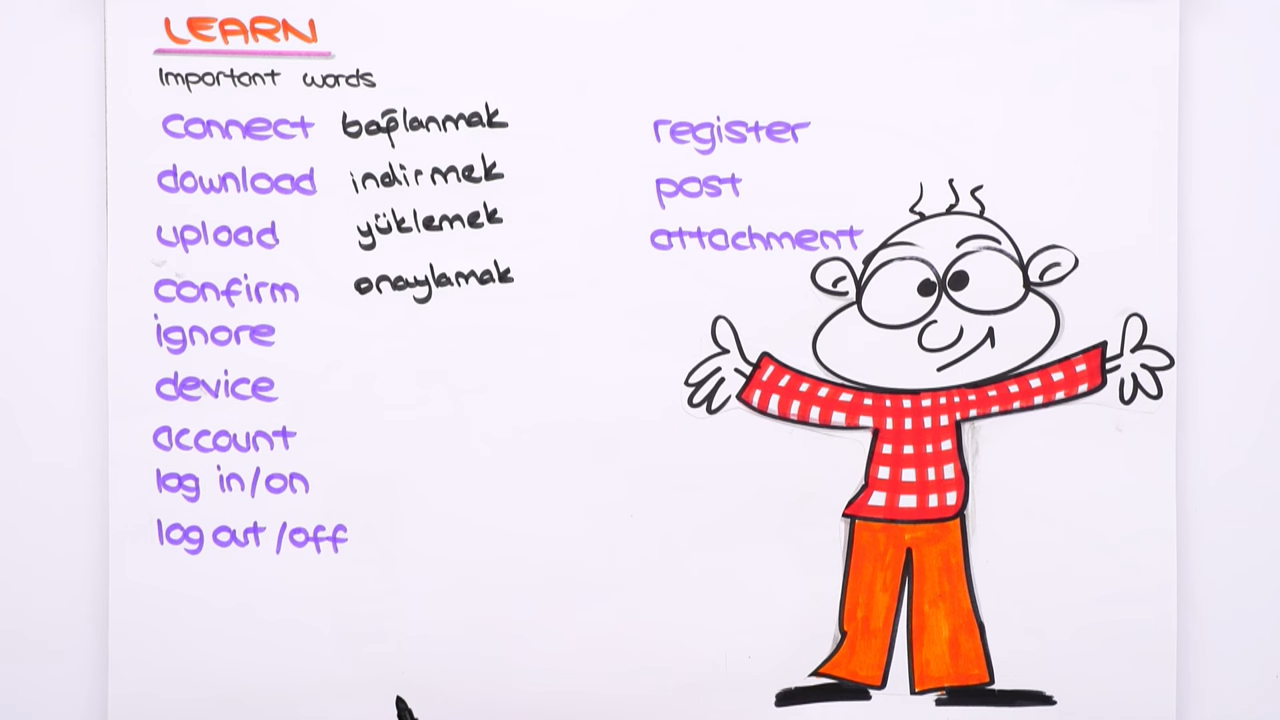 LEARN
Important words
connect bağlanmak
download indirmek
upload yüklemek
confirm onaylamak
ignore
device
account
log in/on
log out/off
register
post
attachment